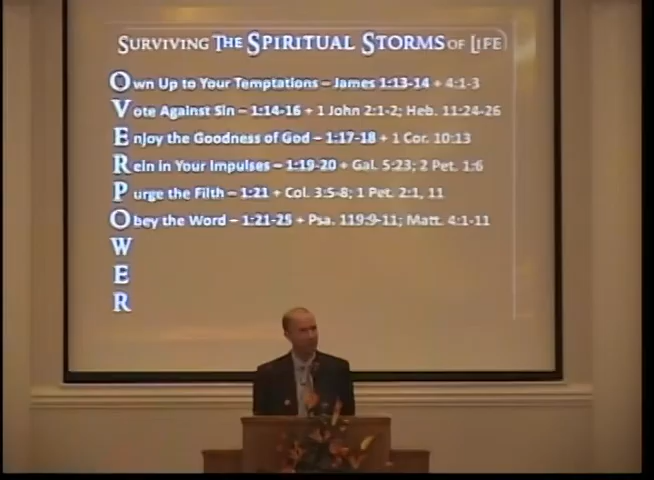 SURVIVING THE SPIRITUAL STORMS OF LIFE
Own Up to Your Temptations – James 1:13-14 + 4:1-3
Vote Against Sin – 1:14-16 + 1 John 2:1-2; Heb. 11:24-26
Enjoy the Goodness of God – 1:17-18 + 1 Cor. 10:13
Rein in Your Impulses – 1:19-20 + Gal. 5:23; 2 Pet. 1:6
Purge the Filth – 1:21 + Col. 3:5-8; 1 Pet. 2:1, 11
Obey the Word – 1:21-25 + Psa. 119:9-11; Matt. 4:1-11
W
E
R